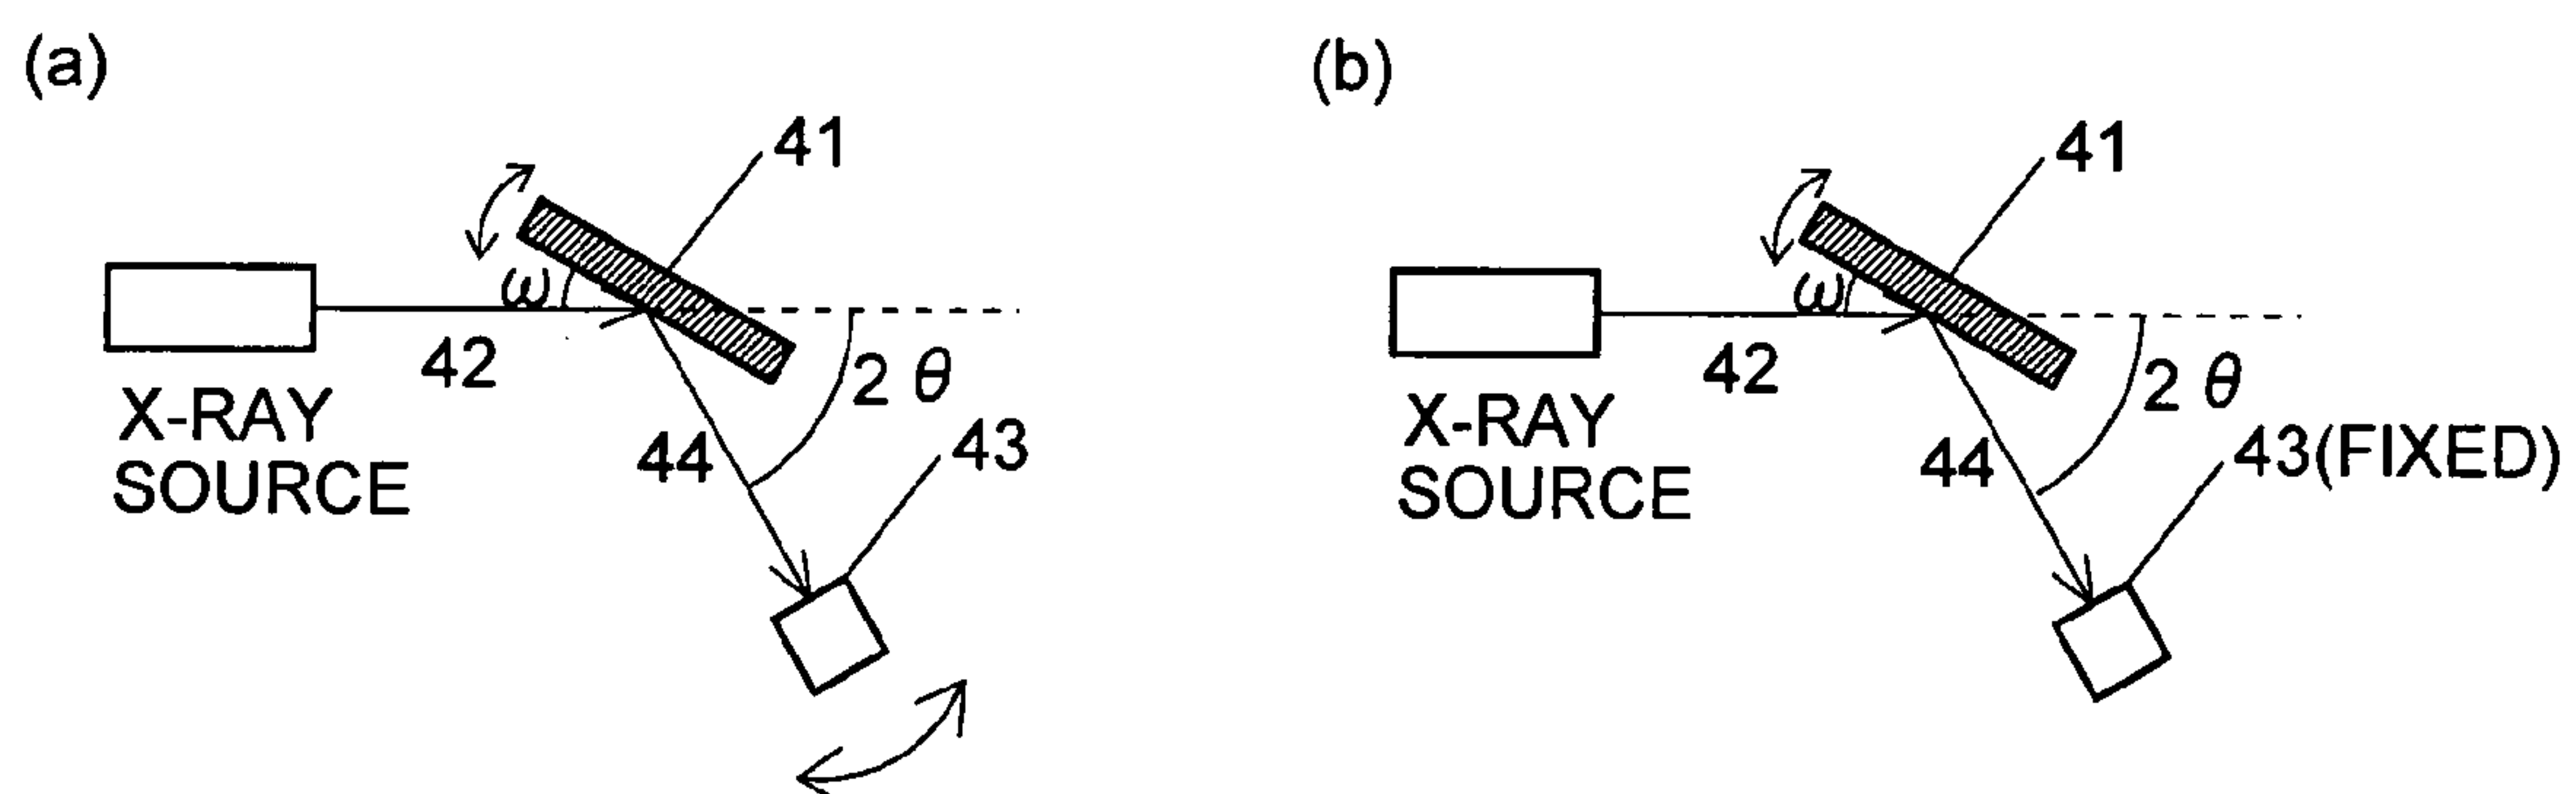 (a)
41
ω
42
2 θ
X-RAY
SOURCE
44
43
(b)
41
ω
42
2 θ
X-RAY
SOURCE
44
43(FIXED)